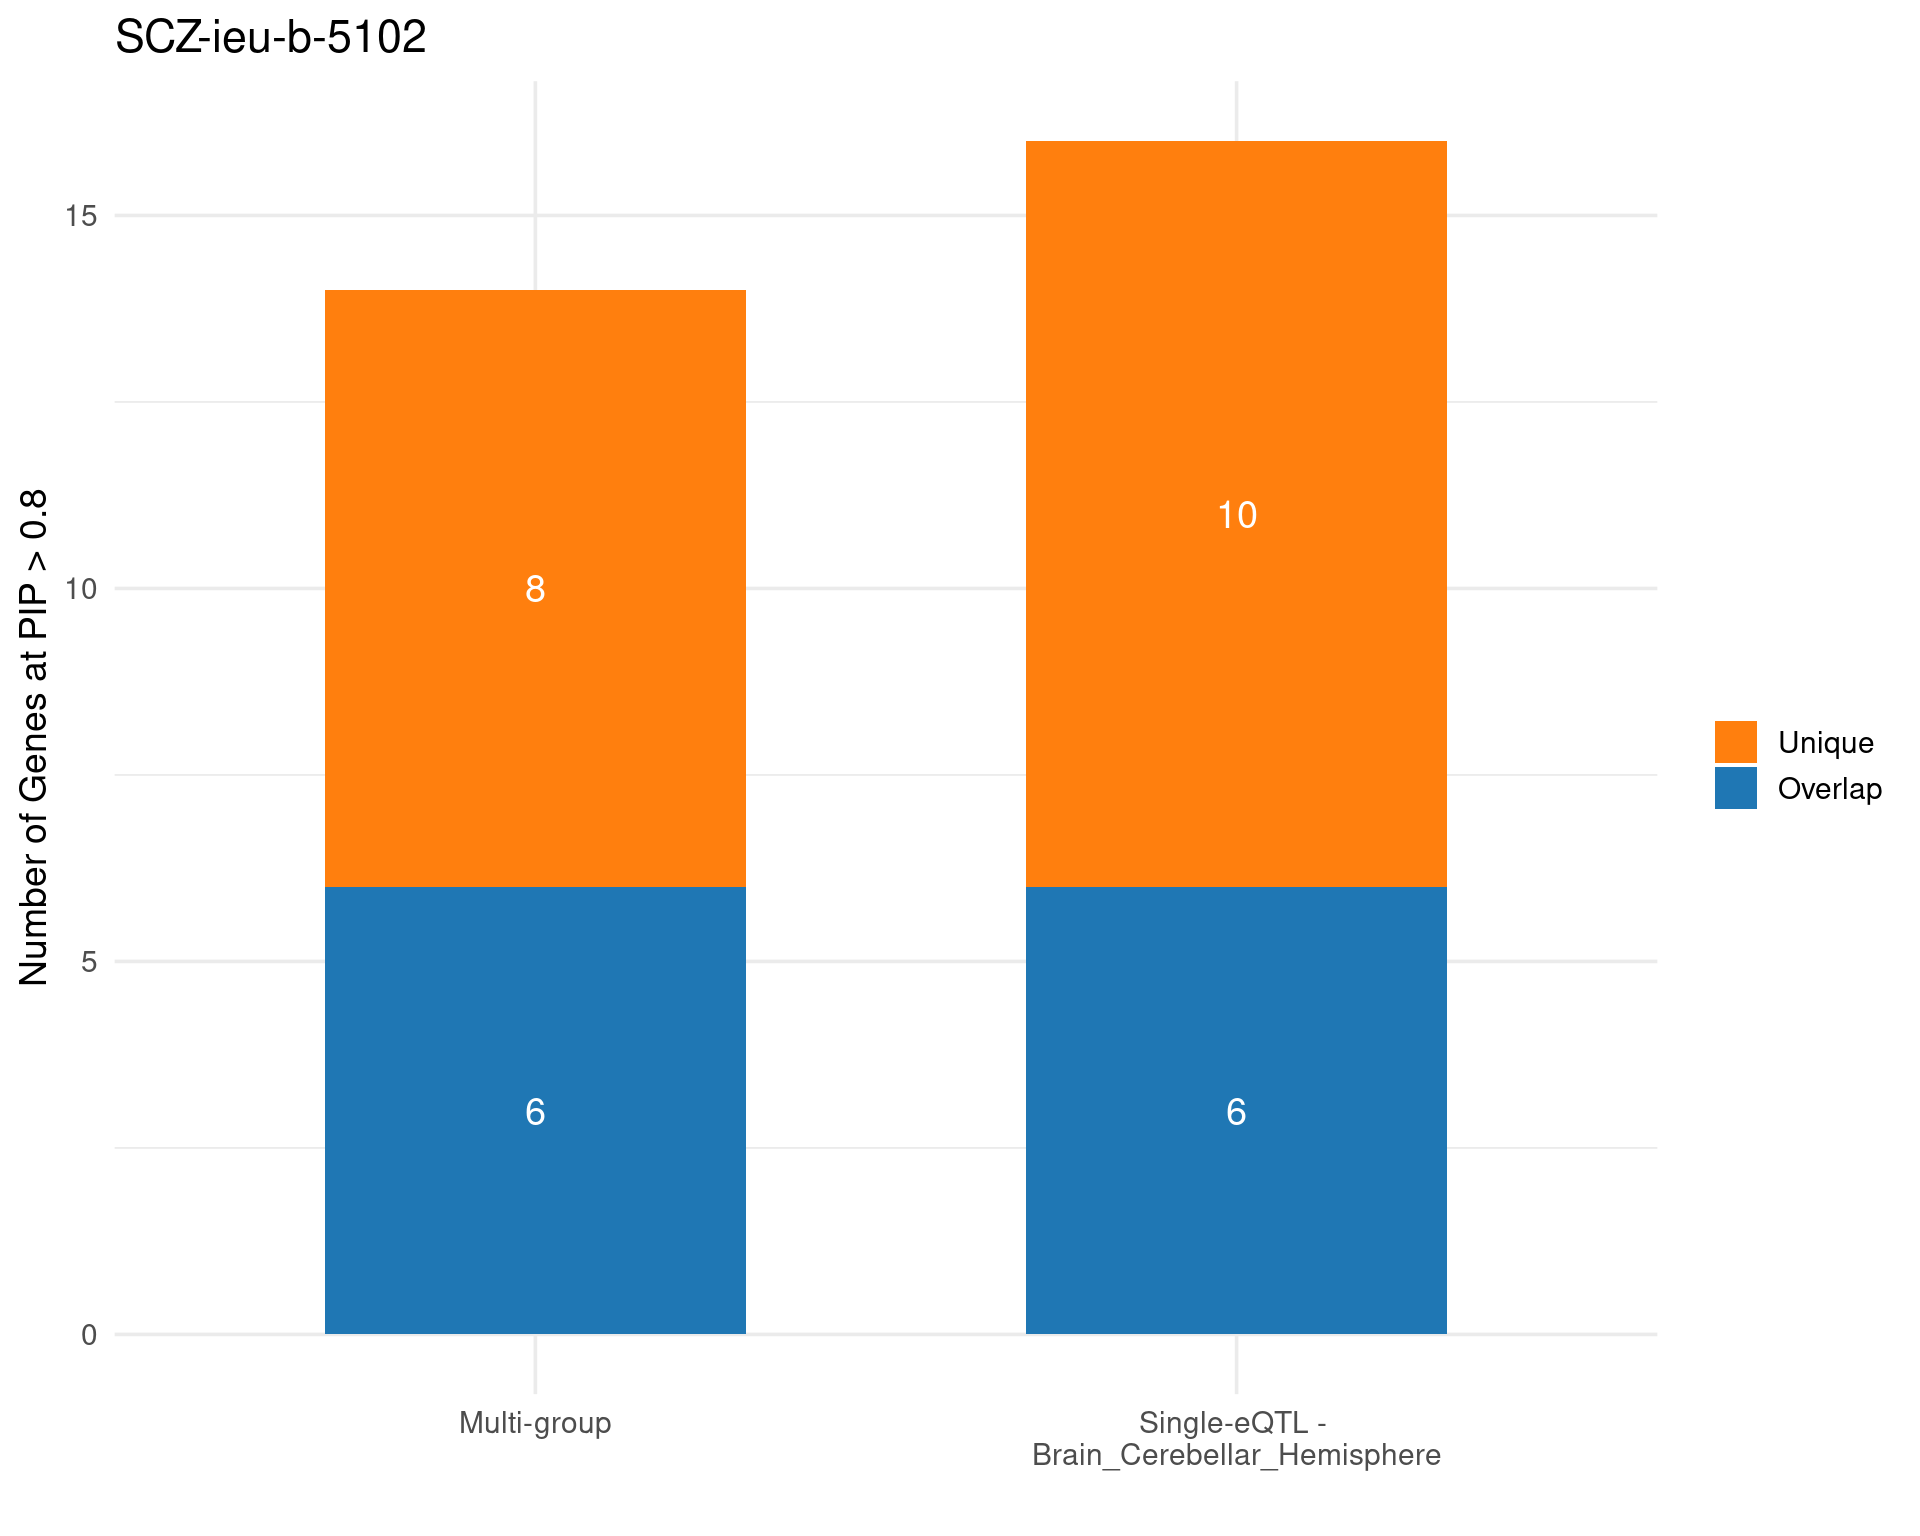 SCZ-ieu-b-5102
Number of Genes at PIP > 0.8
15
10
5
0
8
6
10
6
Multi-group
Single-eQTL -
Brain_Cerebellar_Hemisphere
Unique
Overlap